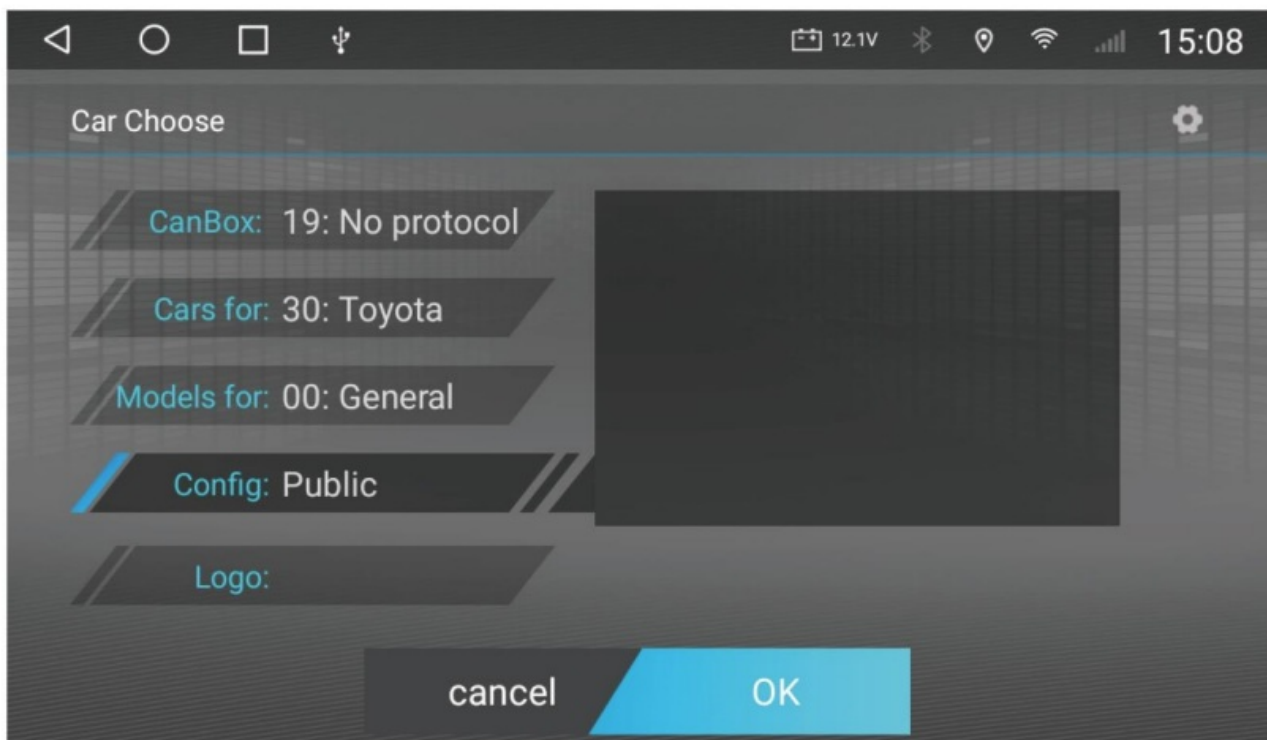 12.1V
15:08
Car Choose
CanBox: 19: No protocol
Cars for: 30: Toyota
Models for: 00: General
Config: Public
Logo:
cancel
OK